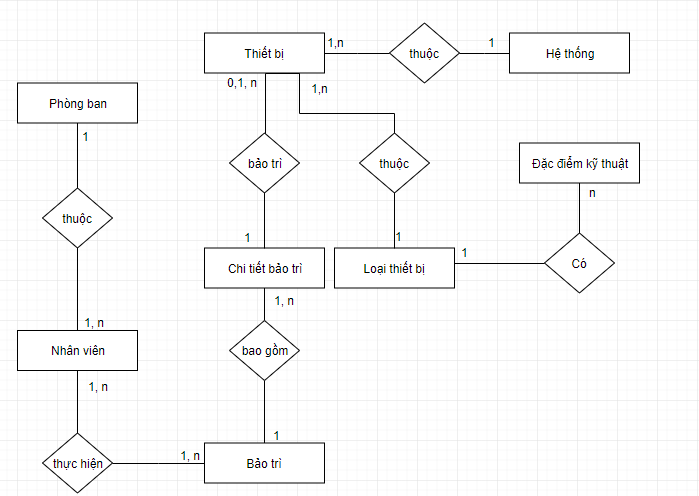 Thiết bị
1,n
thuộc
1
Hệ thống
Phòng ban
0,1, n
1,n
1
bảo trì
thuộc
Đặc điểm kỹ thuật
n
thuộc
1
1
1
Chi tiết bảo trì
Loại thiết bị
Có
1, n
1, n
Nhân viên
bao gồm
1, n
1
thực hiện
1, n
Bảo trì